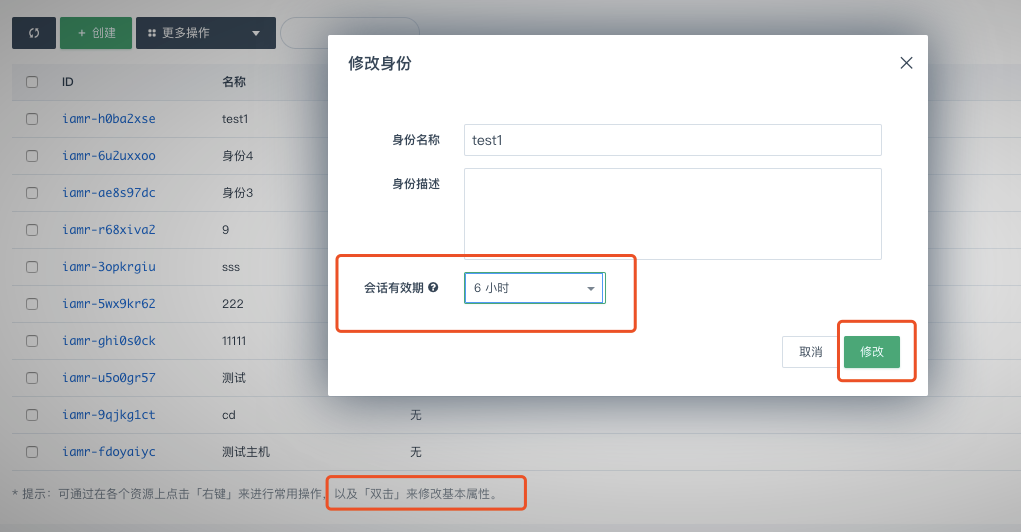 + 创建
更多操作
修改身份
ID 名称
身份名称 test1
身份描述
会话有效期 6 小时
取消 修改
iamr-h0ba2xse test1
iamr-6u2uxxoo 身份4
iamr-ae8s97dc 身份3
iamr-r68xiva2 9
iamr-3opkrgiu sss
iamr-5wx9kr6z 222
iamr-ghi0s0ck 11111
iamr-u5o0gr57 测试
iamr-9qjkg1ct cd 无
iamr-fdoyaiyc 测试主机 无
* 提示：可通过在各个资源上点击「右键」来进行常用操作，以及「双击」来修改基本属性。